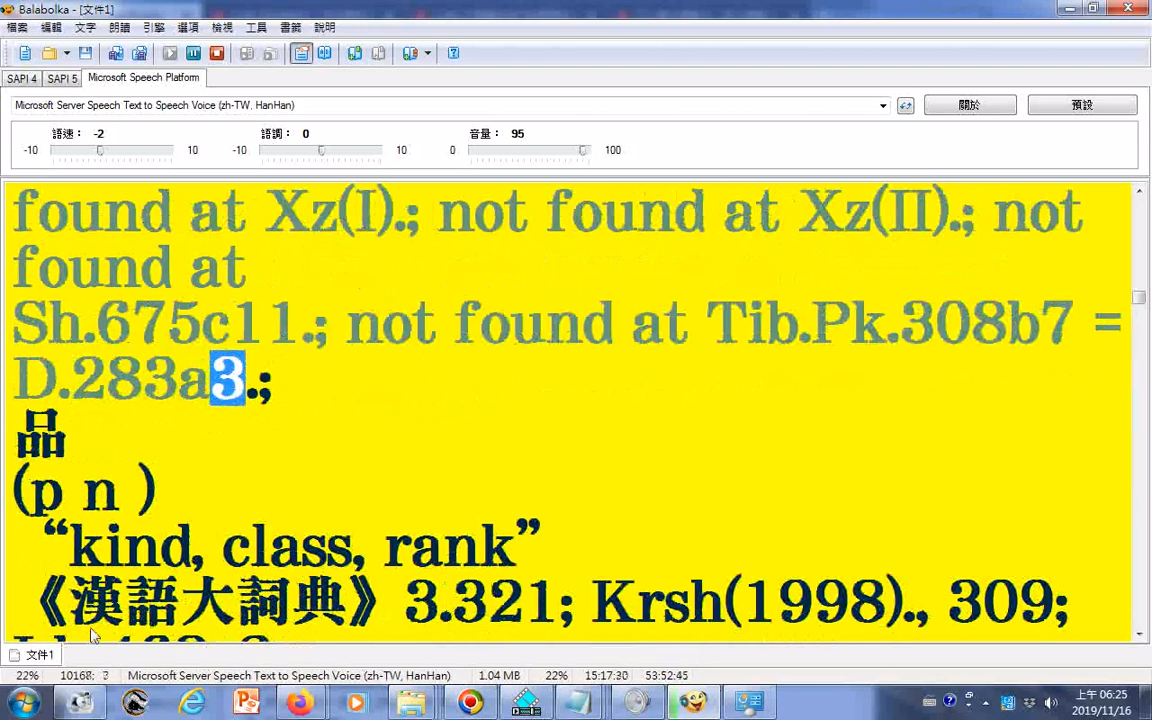 Balabolka - [文件1]
檔案 編輯 文字 朗讀 引擎 選項 檢視 工具 書籤 說明
SAPI 4 SAPI 5 Microsoft Speech Platform
Microsoft Server Speech Text to Speech Voice (zh-TW, HanHan) 關於 預設
語速： -2 語調： 0 音量： 95
-10 10 -10 10 0 100
found at Xz(I).; not found at Xz(II).; not
found at
Sh.675c11.; not found at Tib.Pk.308b7 =
D.283a3.;
品
(p n )
“kind, class, rank”
《漢語大詞典》 3.321; Krsh(1998)., 309;
文件1
22% 10168: 3 Microsoft Server Speech Text to Speech Voice (zh-TW, HanHan) 1.04 MB 22% 15:17:30 53:52:45
上午 06:25
2019/11/16